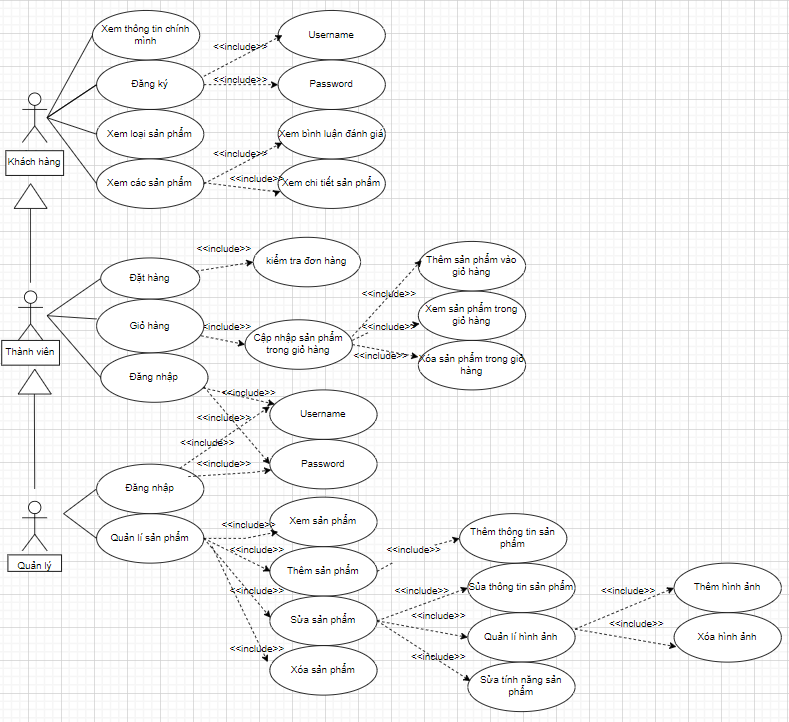 Xem thông tin chính
mình
<<include>>
Username
Đăng ký
<<include>>
Password
Khách hàng
Xem loại sản phẩm
Xem bình luận đánh giá
<<include>>
Xem các sản phẩm
<<include>>
Xem chi tiết sản phẩm
<<include>>
kiểm tra đơn hàng
Đặt hàng
Thêm sản phẩm vào
giỏ hàng
<<include>>
Giỏ hàng
<<include>>
Cập nhập sản phẩm
trong giỏ hàng
<<include>>
Xem sản phẩm trong
giỏ hàng
<<include>>
Xóa sản phẩm trong giỏ
hàng
Thành viên
Đăng nhập
<<include>>
<<include>>
Username
<<include>>
<<include>>
Password
Đăng nhập
Quản lí sản phẩm
<<include>>
Xem sản phẩm
<<include>>
Thêm sản phẩm
<<include>>
Thêm thông tin sản
phẩm
Quản lý
<<include>>
Sửa sản phẩm
<<include>>
Sủa thông tin sản phẩm
<<include>>
Thêm hình ảnh
<<include>>
Quản lí hình ảnh
<<include>>
Xóa hình ảnh
<<include>>
Xóa sản phẩm
<<include>>
Sửa tính năng sản
phẩm